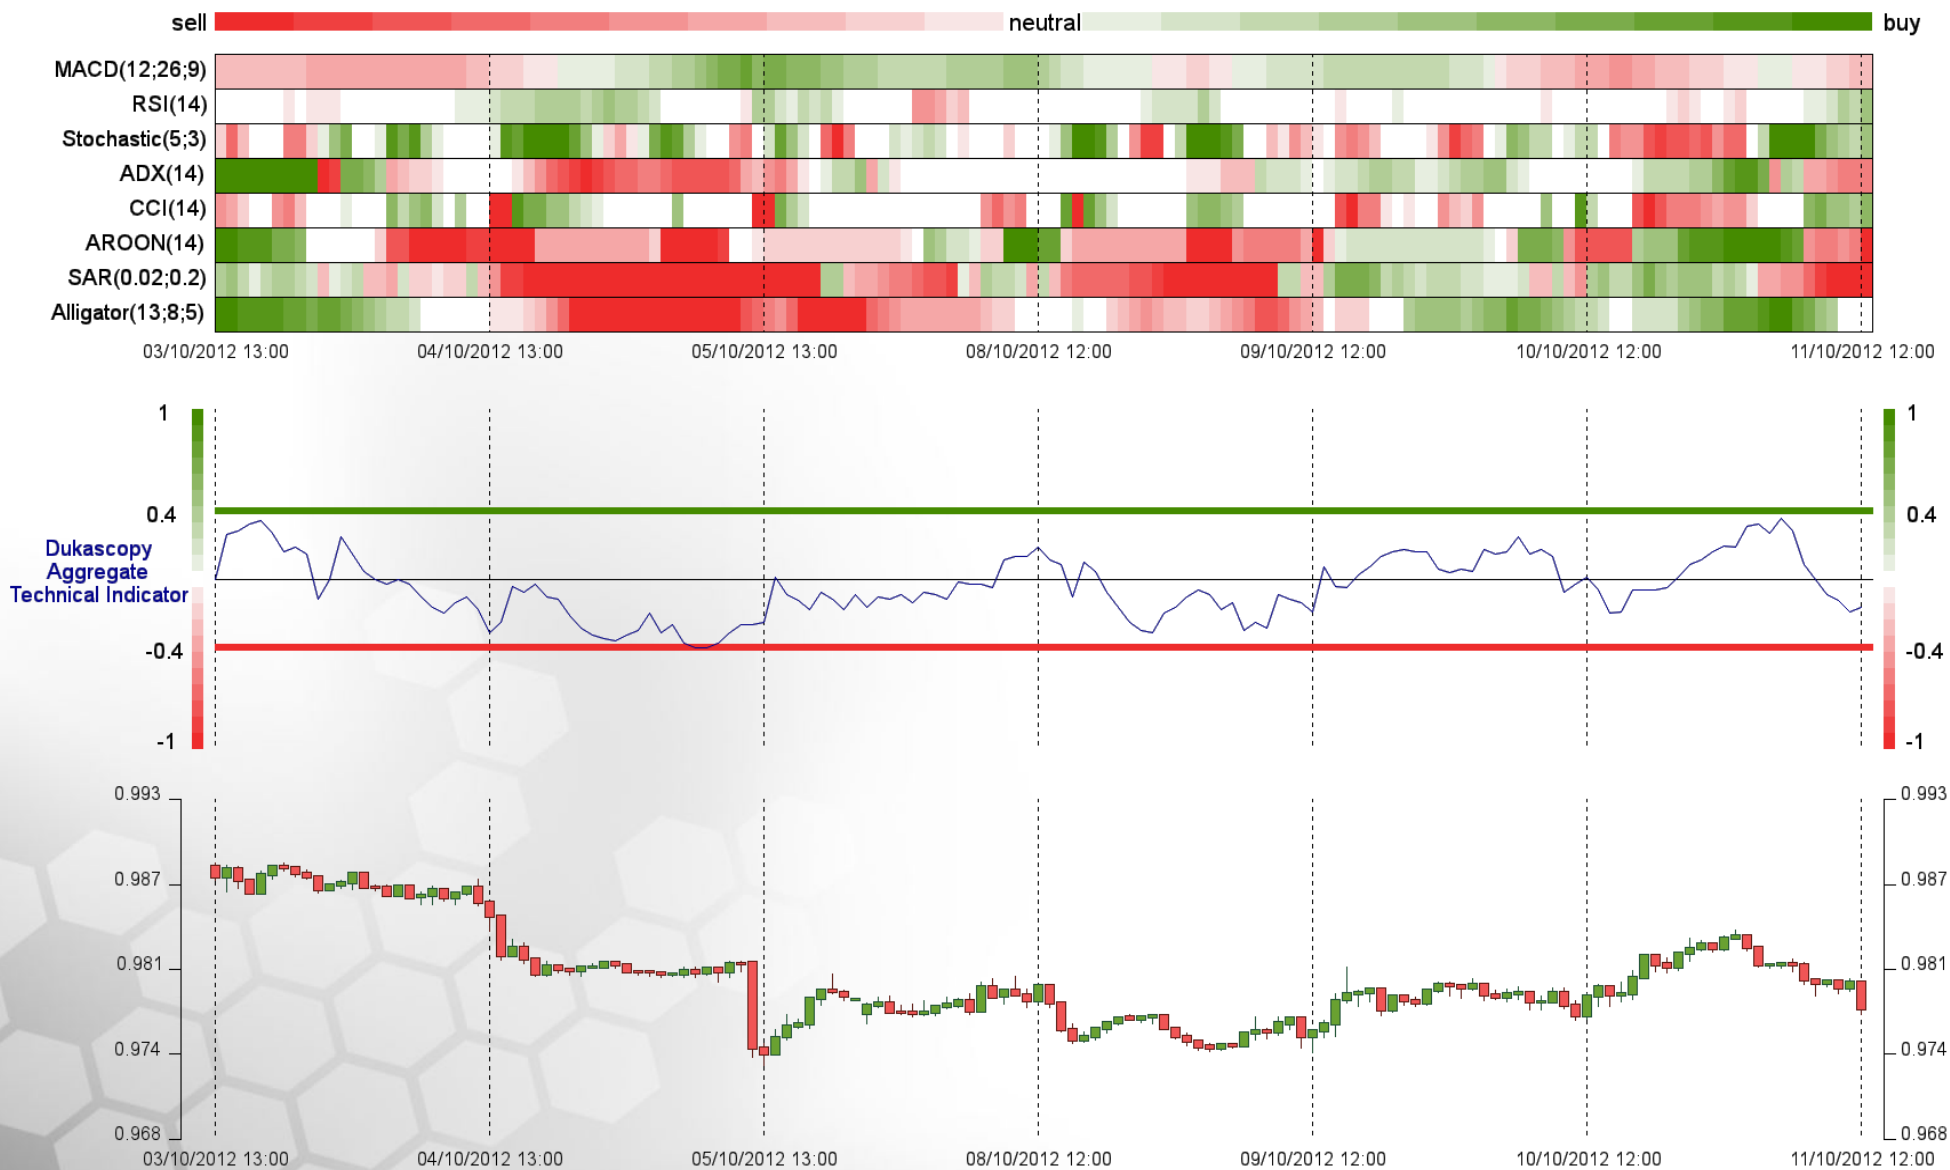 sell neutral buy
MACD(12;26;9)
RSI(14)
Stochastic(5;3)
ADX(14)
CCI(14)
AROON(14)
SAR(0.02;0.2)
Alligator(13;8;5)
03/10/2012 13:00 04/10/2012 13:00 05/10/2012 13:00 08/10/2012 12:00 09/10/2012 12:00 10/10/2012 12:00 11/10/2012 12:00
1 1
0.4 0.4
Dukascopy
Aggregate
Technical Indicator
-0.4 -0.4
-1 -1
0.993 0.993
0.987 0.987
0.981 0.981
0.974 0.974
0.968 0.968
03/10/2012 13:00 04/10/2012 13:00 05/10/2012 13:00 08/10/2012 12:00 09/10/2012 12:00 10/10/2012 12:00 11/10/2012 12:00